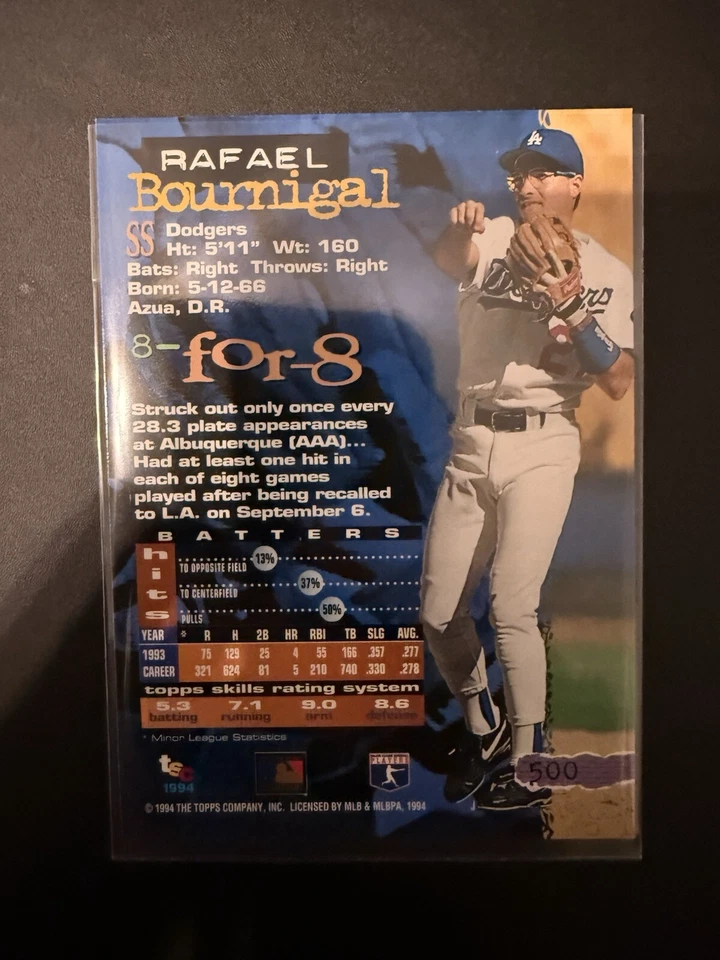 RAFAEL
Bournigal
SS Dodgers
Ht: 5'11" Wt: 160
Bats: Right Throws: Right
Born: 5-12-66
Azua, D.R.
8-for-8
Struck out only once every
28.3 plate appearances
at Albuquerque (AAA)...
Had at least one hit in
each of eight games
played after being recalled
to L.A. on September 6.
BATTERS
hits
TO OPPOSITE FIELD 13%
TO CENTERFIELD 37%
PULLS 50%
YEAR * R H 2B HR RBI TB SLG AVG.
1993 75 129 25 4 55 166 .357 .277
CAREER 321 624 81 5 210 740 .330 .278
topps skills rating system
5.3 7.1 9.0 8.6
batting running arm defense
* Minor League Statistics
tsc
1994
PLAYERS
500
© 1994 THE TOPPS COMPANY, INC. LICENSED BY MLB & MLBPA, 1994
LA